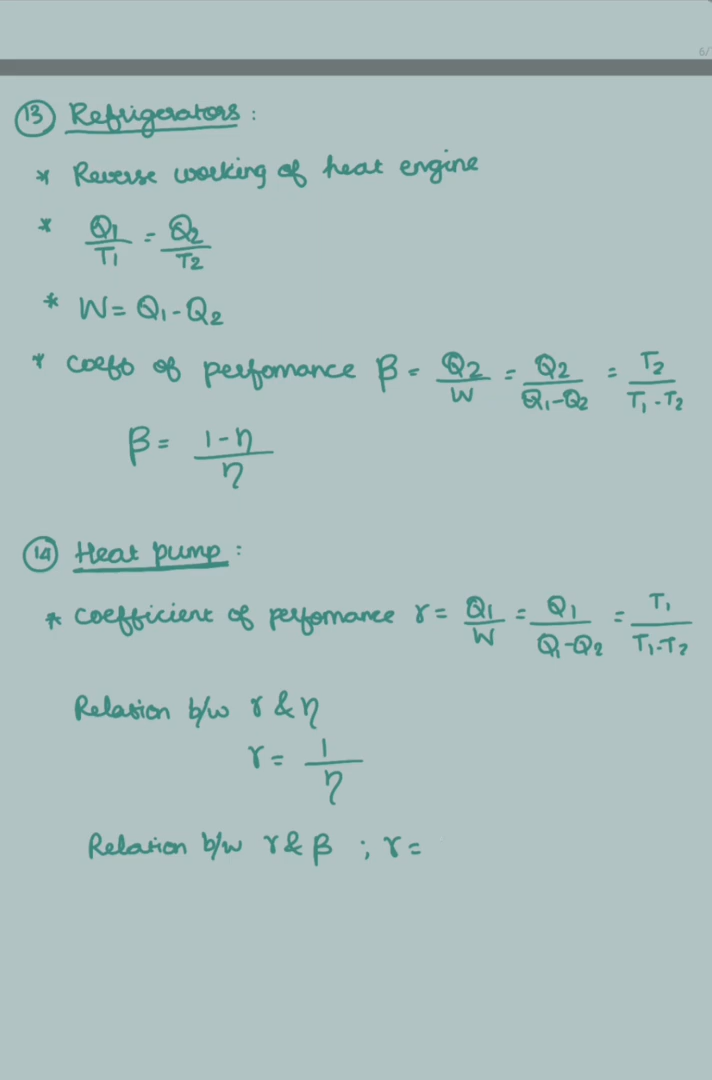 6/
13 Refrigerators :
* Reverse working of heat engine
* Q1/T1 = Q2/T2
* W = Q1 - Q2
* Coefft of perfomance β = Q2/W = Q2/(Q1-Q2) = T2/(T1-T2)
β = (1-η)/η
14 Heat pump :
* Coefficient of perfomance γ = Q1/W = Q1/(Q1-Q2) = T1/(T1-T2)
Relation b/w γ & η
γ = 1/η
Relation b/w γ & β ; γ =